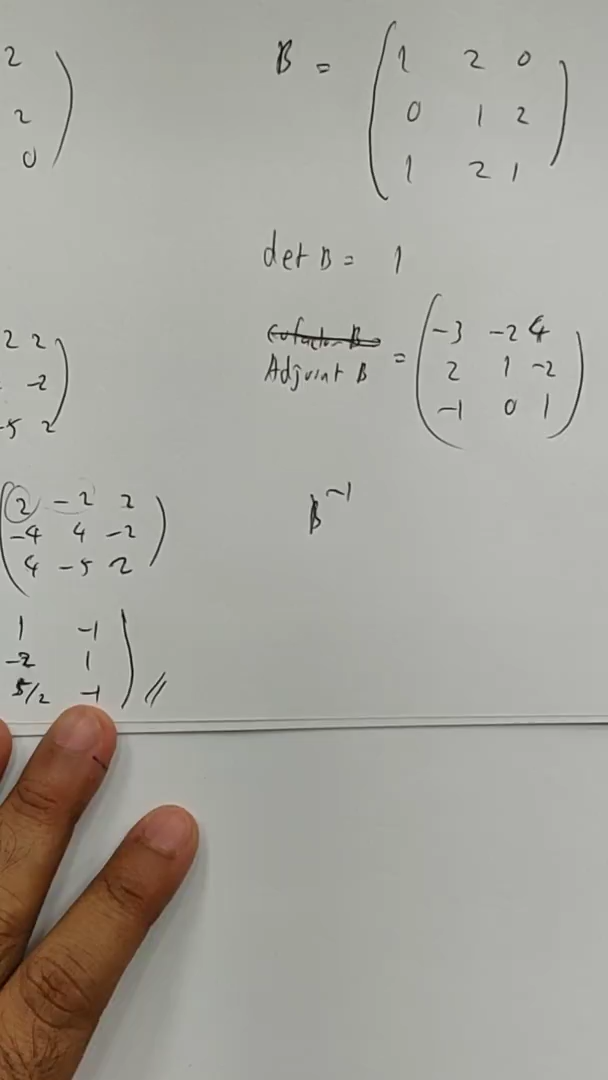 2
2
0
B = ( 1 2 0
0 1 2
1 2 1 )
det B = 1
Adjoint B = ( -3 -2 4
2 1 -2
-1 0 1 )
2 2
-2
-5 2
2 -2 2
-4 4 -2
4 -5 2
B^-1
1 -1
-2 1
5/2 -1 ) //